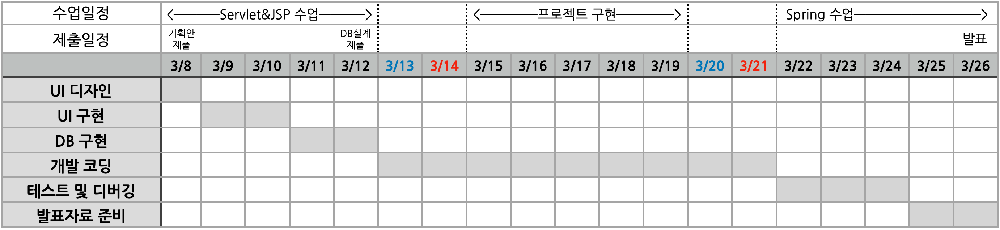 수업일정 Servlet&JSP 수업 프로젝트 구현 Spring 수업
제출일정 기획안 제출 DB설계 제출 발표
3/8 3/9 3/10 3/11 3/12 3/13 3/14 3/15 3/16 3/17 3/18 3/19 3/20 3/21 3/22 3/23 3/24 3/25 3/26
UI 디자인
UI 구현
DB 구현
개발 코딩
테스트 및 디버깅
발표자료 준비